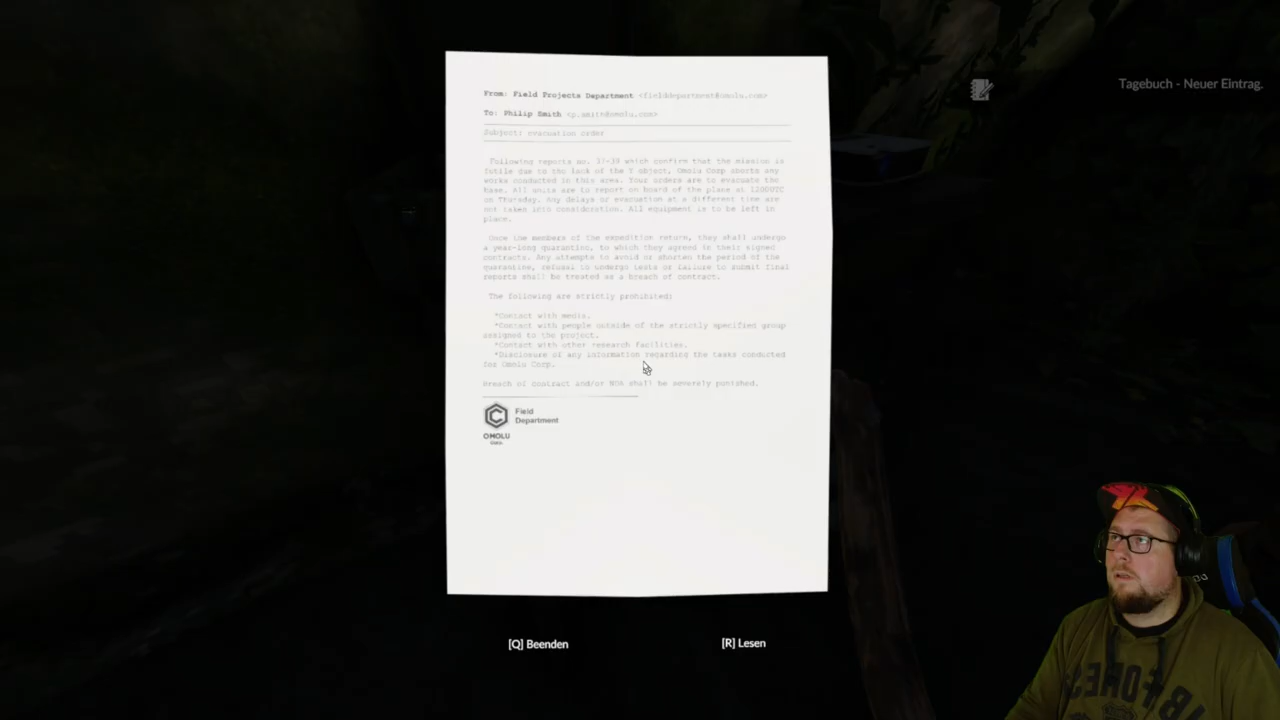 Tagebuch - Neuer Eintrag.
From: Field Projects Department <fielddepartment@omolu.com>
To: Philip Smith <p.smith@omolu.com>
Subject: evacuation order
Following reports no. 37-39 which confirm that the mission is
futile due to the lack of the Y object, Omolu Corp aborts any
works conducted in this area. Your orders are to evacuate the
base. All units are to report on board of the plane at 1200UTC
on Thursday. Any delays or evacuation at a different time are
not taken into consideration. All equipment is to be left in
place.
Once the members of the expedition return, they shall undergo
a year-long quarantine, to which they agreed in their signed
contracts. Any attempts to avoid or shorten the period of the
quarantine, refusal to undergo tests or failure to submit final
reports shall be treated as a breach of contract.
The following are strictly prohibited:
*Contact with media.
*Contact with people outside of the strictly specified group
assigned to the project.
*Contact with other research facilities.
*Disclosure of any information regarding the tasks conducted
for Omolu Corp.
Breach of contract and/or NDA shall be severely punished.
Field
Department
OMOLU
[Q] Beenden
[R] Lesen